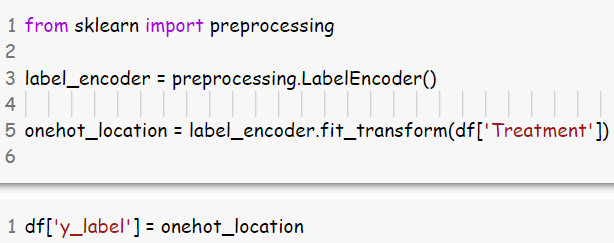 1 from sklearn import preprocessing
2
3 label_encoder = preprocessing.LabelEncoder()
4
5 onehot_location = label_encoder.fit_transform(df['Treatment'])
6
1 df['y_label'] = onehot_location